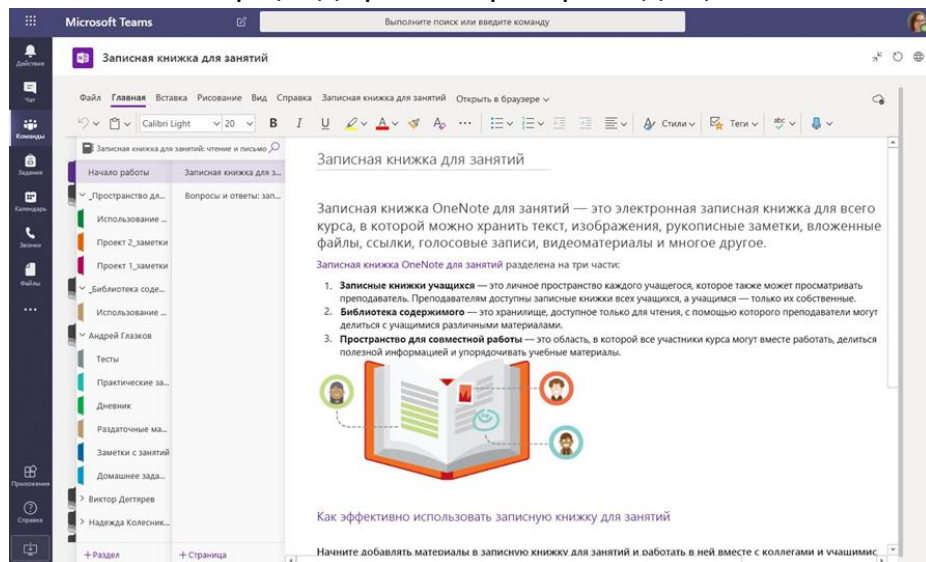 Microsoft Teams
Выполните поиск или введите команду
Действия
Чат
Команды
Задания
Календарь
Звонки
Файлы
Приложения
Справка
Записная книжка для занятий
Файл Главная Вставка Рисование Вид Справка Записная книжка для занятий Открыть в браузере
Calibri Light 20 B I U Стили Теги
Записная книжка для занятий: чтение и письмо
Начало работы
_Пространство дл...
Использование ...
Проект 2_заметки
Проект 1_заметки
_Библиотека соде...
Использование ...
Андрей Глазков
Тесты
Практические за...
Дневник
Раздаточные ма...
Заметки с занятий
Домашнее зада...
Виктор Дегтярев
Надежда Колесник...
+ Раздел
Записная книжка для з...
Вопросы и ответы: зап...
+ Страница
Записная книжка для занятий
Записная книжка OneNote для занятий — это электронная записная книжка для всего
курса, в которой можно хранить текст, изображения, рукописные заметки, вложенные
файлы, ссылки, голосовые записи, видеоматериалы и многое другое.
Записная книжка OneNote для занятий разделена на три части:
1. Записные книжки учащихся — это личное пространство каждого учащегося, которое также может просматривать
преподаватель. Преподавателям доступны записные книжки всех учащихся, а учащимся — только их собственные.
2. Библиотека содержимого — это хранилище, доступное только для чтения, с помощью которого преподаватели могут
делиться с учащимися различными материалами.
3. Пространство для совместной работы — это область, в которой все участники курса могут вместе работать, делиться
полезной информацией и упорядочивать учебные материалы.
Как эффективно использовать записную книжку для занятий
Начните добавлять материалы в записную книжку для занятий и работать в ней вместе с коллегами и учащимис